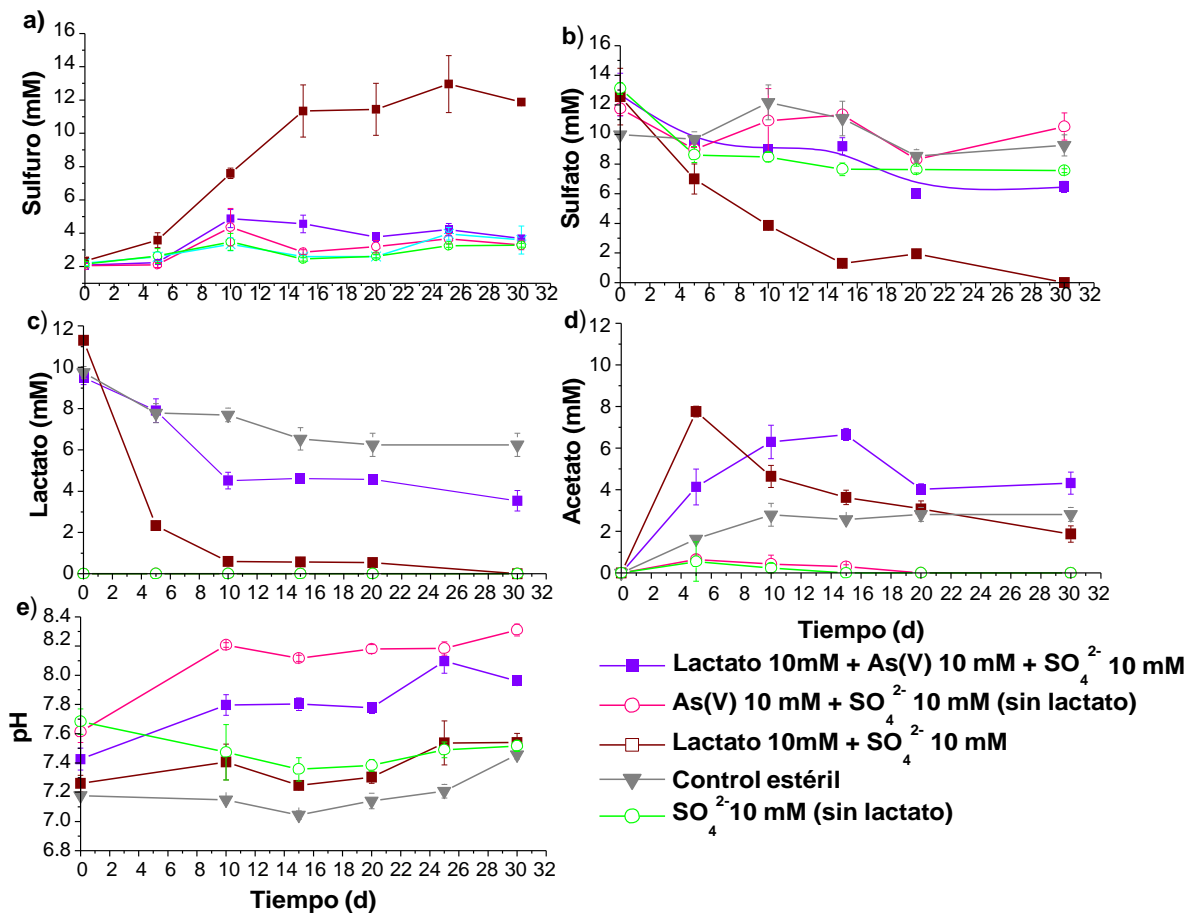 a)
Sulfuro (mM)
16
14
12
10
8
6
4
2
0
0 2 4 6 8 10 12 14 16 18 20 22 24 26 28 30 32
b)
Sulfato (mM)
16
14
12
10
8
6
4
2
0
0 2 4 6 8 10 12 14 16 18 20 22 24 26 28 30 32
c)
Lactato (mM)
12
10
8
6
4
2
0
0 2 4 6 8 10 12 14 16 18 20 22 24 26 28 30 32
d)
Acetato (mM)
12
10
8
6
4
2
0
0 2 4 6 8 10 12 14 16 18 20 22 24 26 28 30 32
Tiempo (d)
e)
pH
8.4
8.2
8.0
7.8
7.6
7.4
7.2
7.0
6.8
0 2 4 6 8 10 12 14 16 18 20 22 24 26 28 30 32
Tiempo (d)
Lactato 10mM + As(V) 10 mM + SO₄²⁻ 10 mM
As(V) 10 mM + SO₄²⁻ 10 mM (sin lactato)
Lactato 10mM + SO₄²⁻ 10 mM
Control estéril
SO₄²⁻10 mM (sin lactato)